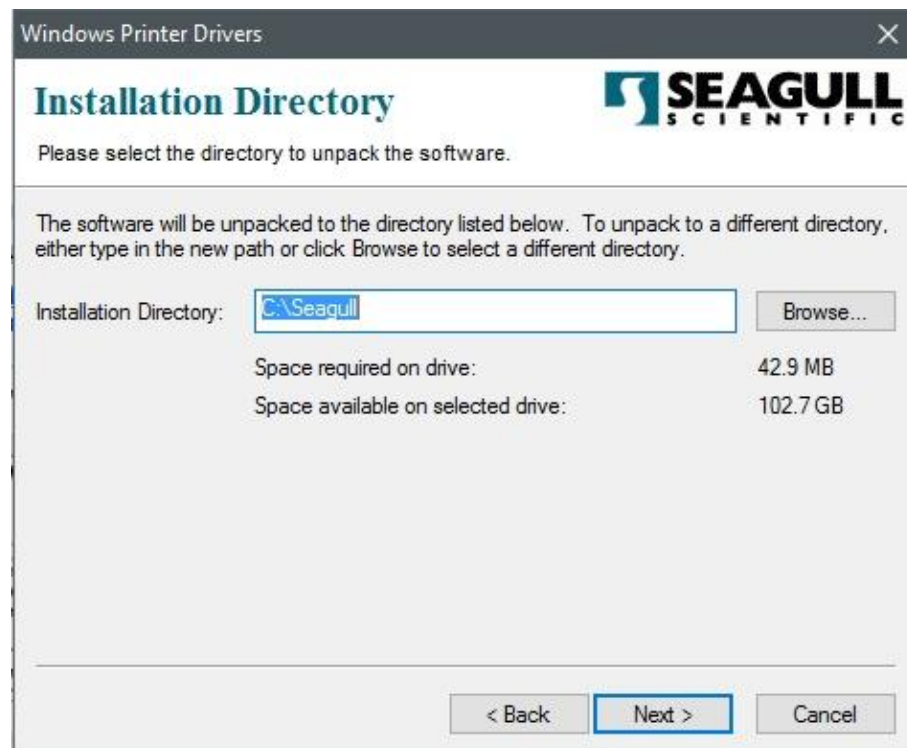 Windows Printer Drivers
Installation Directory
SEAGULL
SCIENTIFIC
Please select the directory to unpack the software.
The software will be unpacked to the directory listed below. To unpack to a different directory,
either type in the new path or click Browse to select a different directory.
Installation Directory: C:\Seagull Browse...
Space required on drive: 42.9 MB
Space available on selected drive: 102.7 GB
< Back Next > Cancel